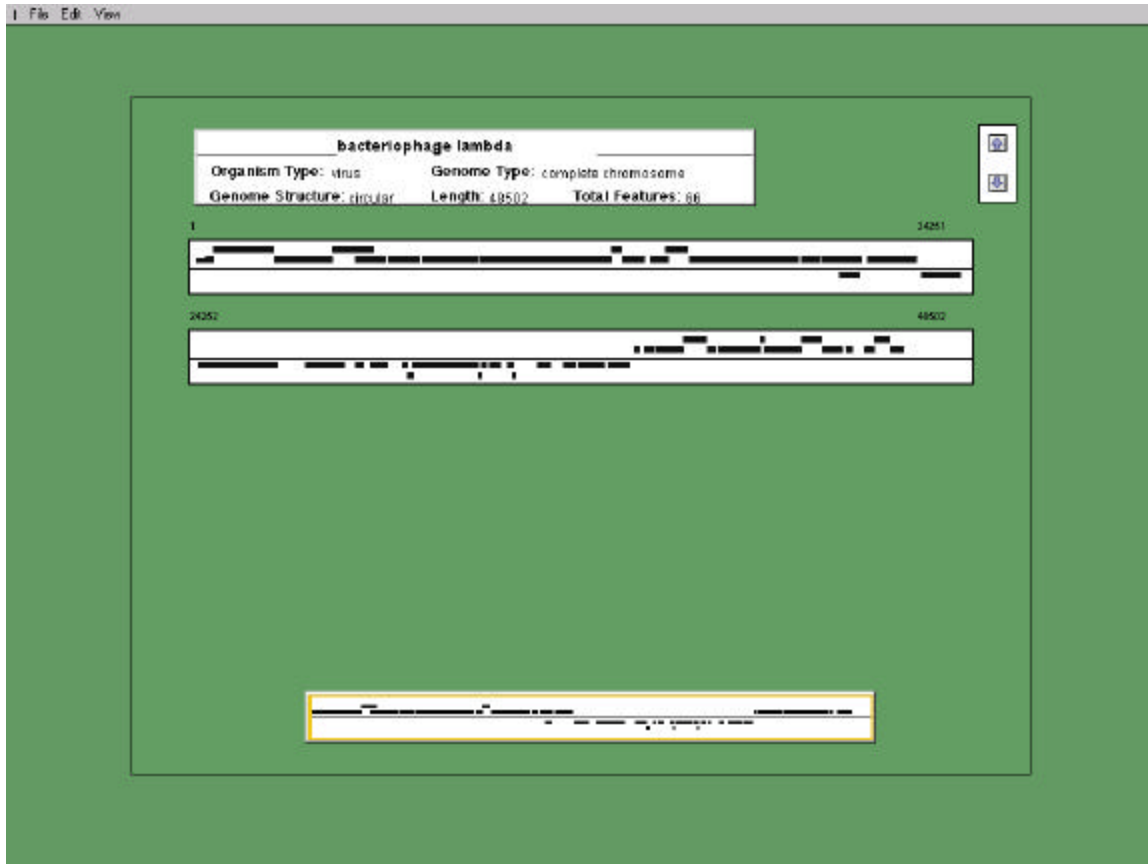 File Edit View
bacteriophage lambda
Organism Type: virus Genome Type: complete chromosome
Genome Structure: circular Length: 48502 Total Features: 66
1 24251
24252 48502